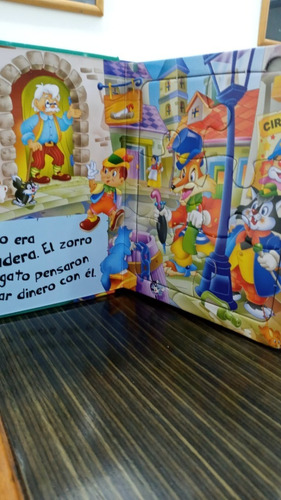 CIR
o era
dera. El zorro
gato pensaron
ar dinero con él.